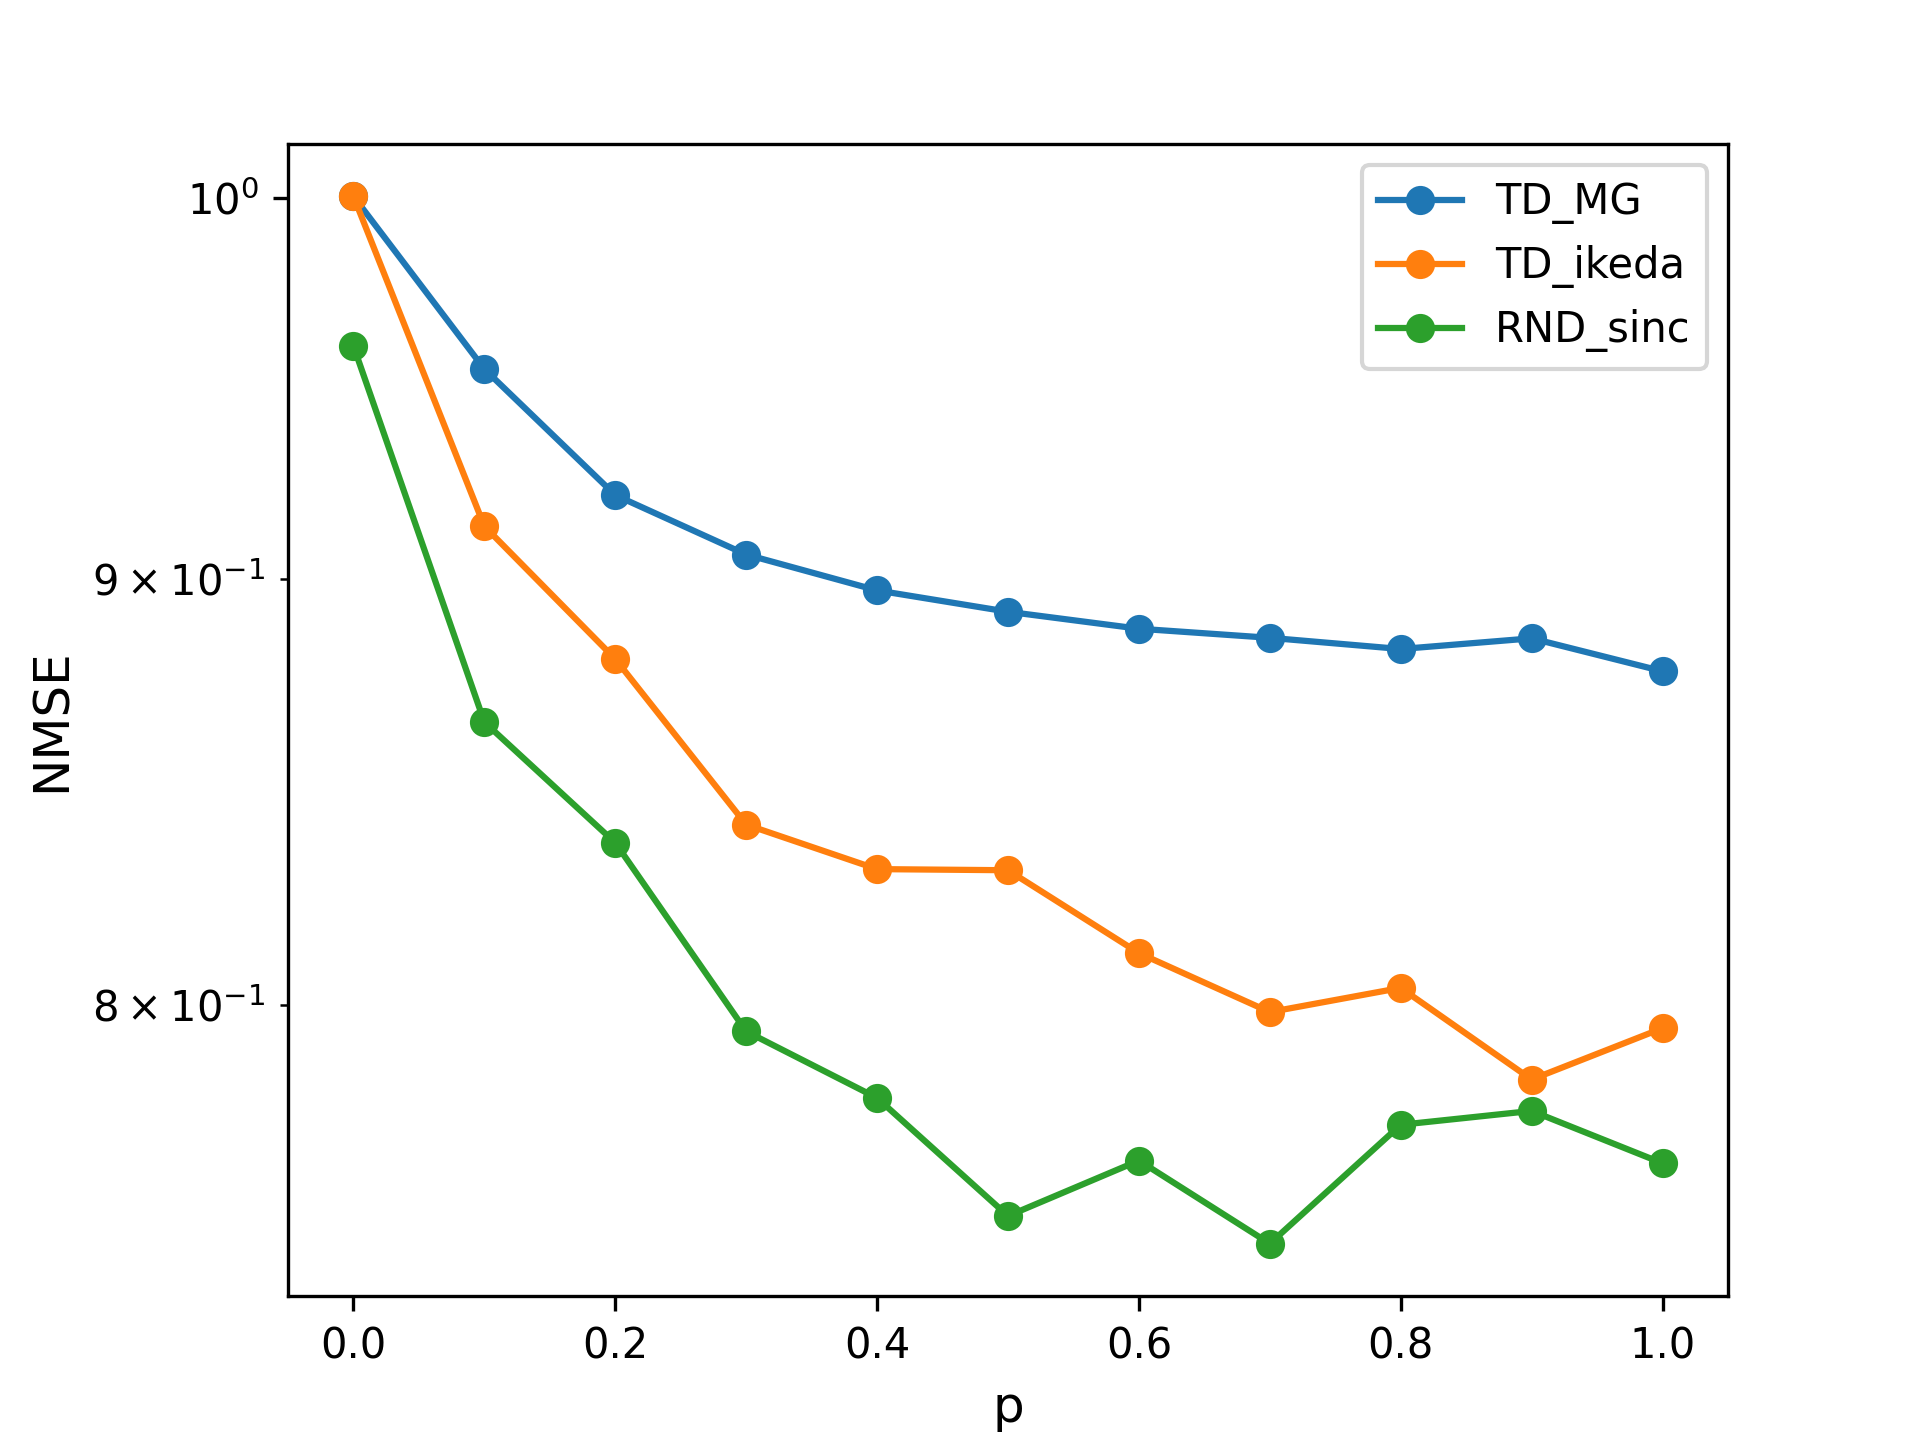 10⁰
9 × 10⁻¹
8 × 10⁻¹
NMSE
TD_MG
TD_ikeda
RND_sinc
0.0 0.2 0.4 0.6 0.8 1.0
p